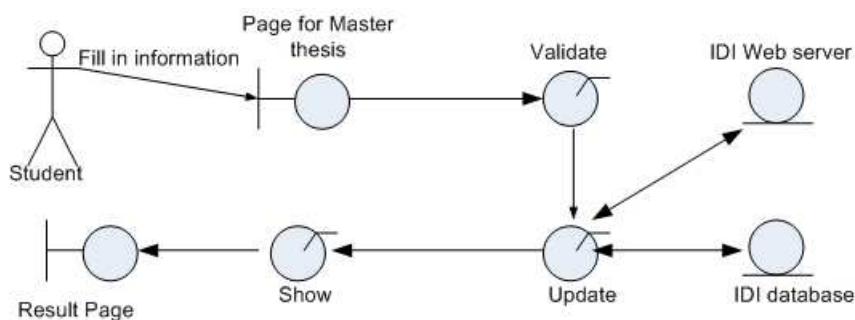 Page for Master
thesis
Fill in information
Validate
IDI Web server
Student
Result Page
Show
Update
IDI database